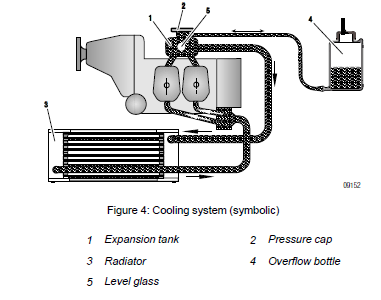 2
1
5
4
3
09152
Figure 4: Cooling system (symbolic)
1 Expansion tank 2 Pressure cap
3 Radiator 4 Overflow bottle
5 Level glass